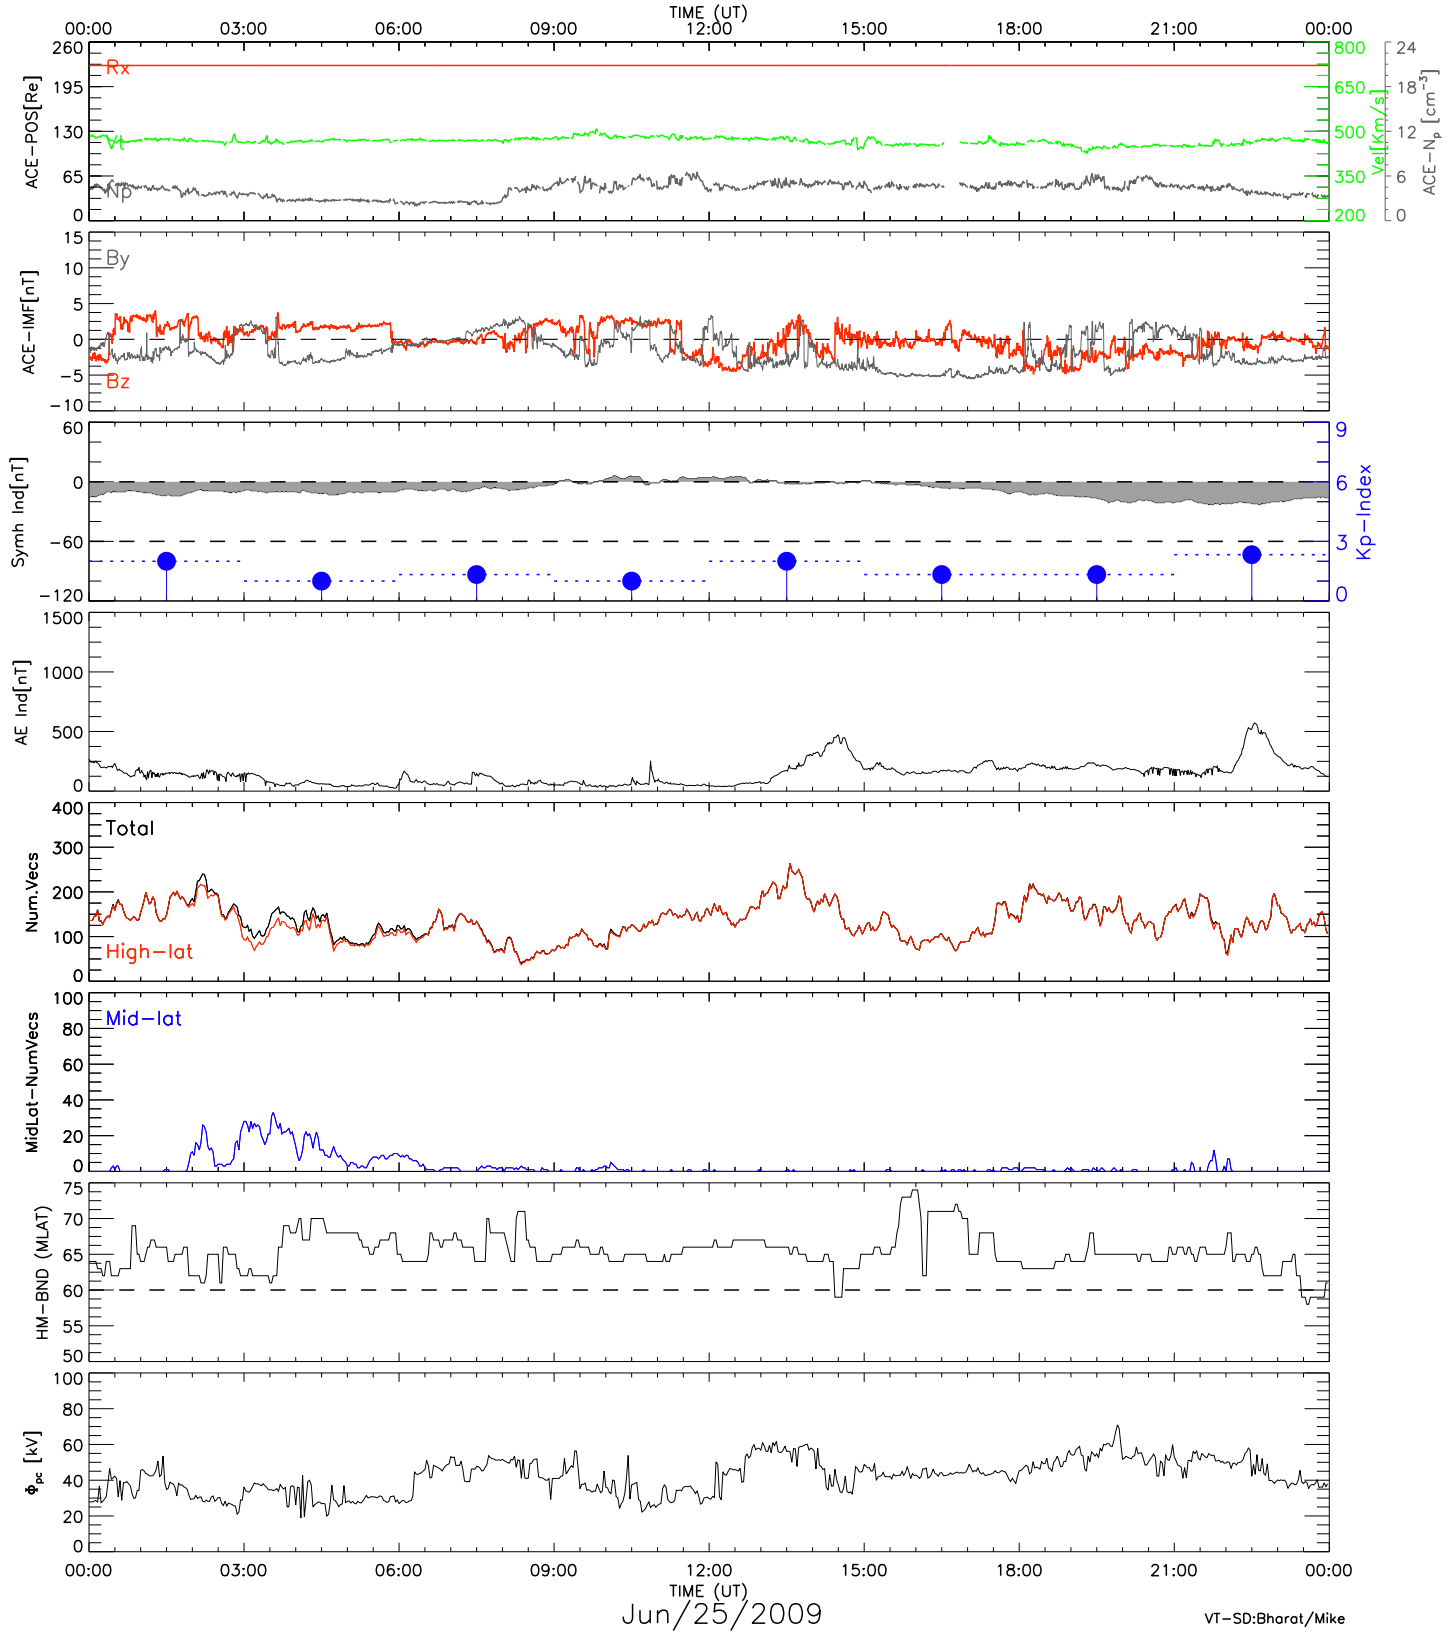 TIME (UT)
00:00 03:00 06:00 09:00 12:00 15:00 18:00 21:00 00:00
260 195 130 65 0
ACE-POS[Re]
Rx
Np
800 650 500 350 200
Vel[Km/s]
24 18 12 6 0
ACE-Np [cm-3]
15 10 5 0 -5 -10
ACE-IMF[nT]
By
Bz
60 0 -60 -120
Symh Ind[nT]
9 6 3 0
Kp-Index
1500 1000 500 0
AE Ind[nT]
400 300 200 100 0
Num.Vecs
Total
High-lat
100 80 60 40 20 0
MidLat-NumVecs
Mid-lat
75 70 65 60 55 50
HM-BND (MLAT)
100 80 60 40 20 0
Φpc [kV]
00:00 03:00 06:00 09:00 12:00 15:00 18:00 21:00 00:00
TIME (UT)
Jun/25/2009
VT-SD:Bharat/Mike